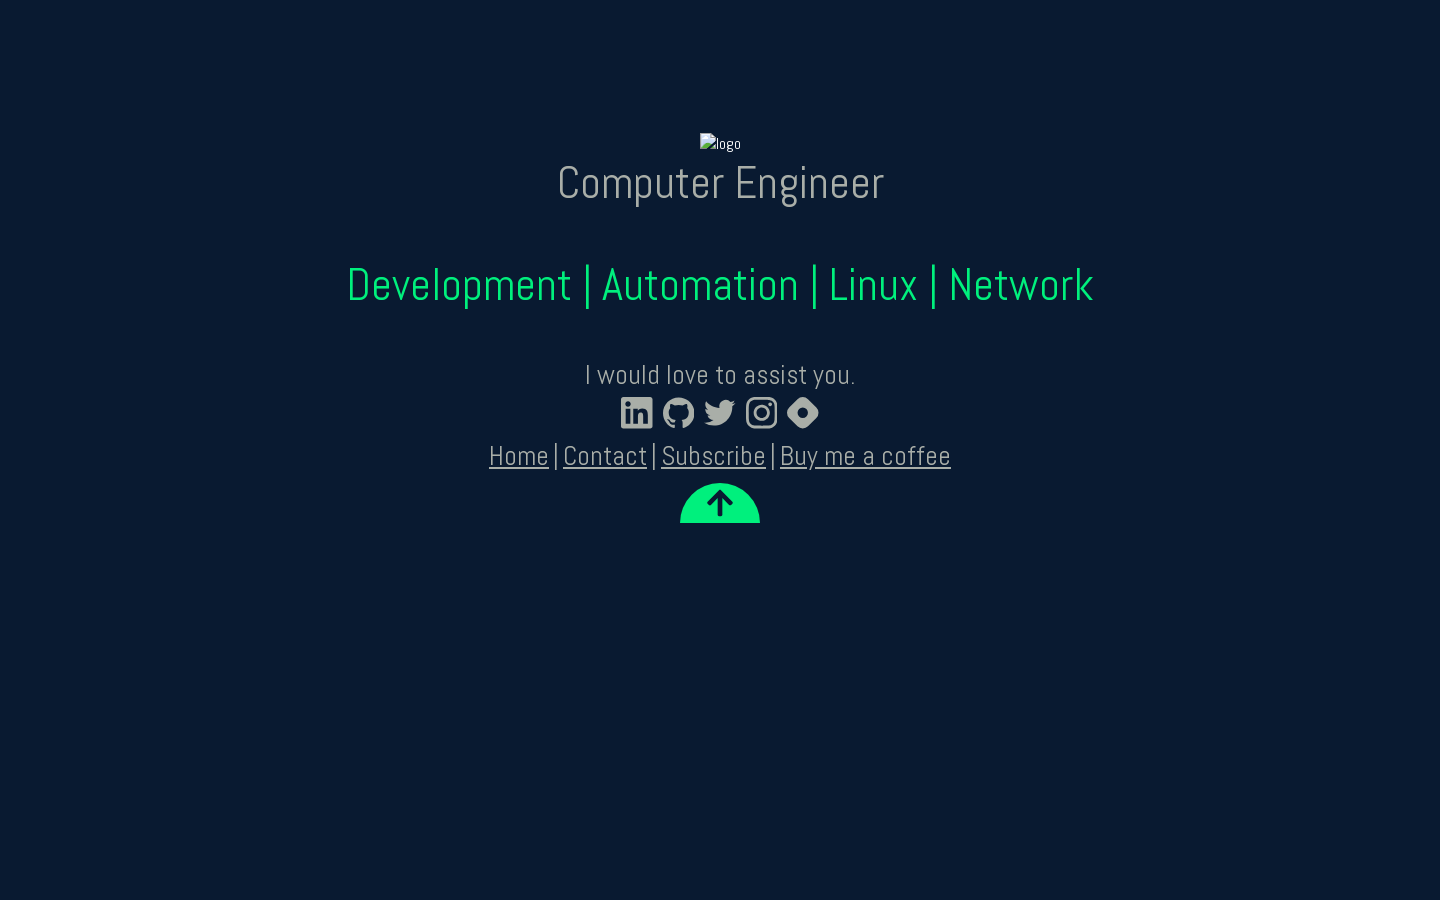 logo
Computer Engineer
Development | Automation | Linux | Network
I would love to assist you.
Home | Contact | Subscribe | Buy me a coffee